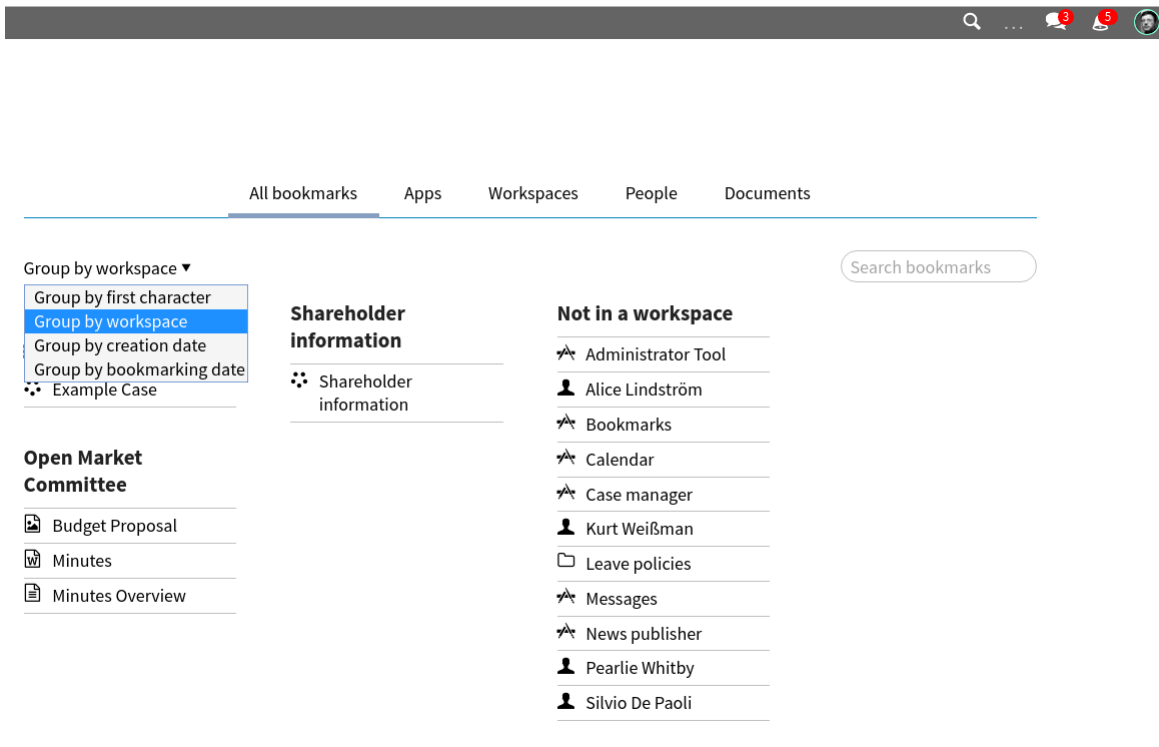 ... 3 5
All bookmarks Apps Workspaces People Documents
Group by workspace ▼
Search bookmarks
Group by first character
Group by workspace
Group by creation date
Group by bookmarking date
Example Case
Open Market
Committee
Budget Proposal
Minutes
Minutes Overview
Shareholder
information
Shareholder
information
Not in a workspace
Administrator Tool
Alice Lindström
Bookmarks
Calendar
Case manager
Kurt Weißman
Leave policies
Messages
News publisher
Pearlie Whitby
Silvio De Paoli